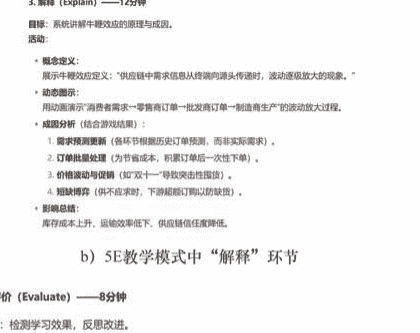 3. 解释（Explain）——12分钟
目标：系统讲解牛鞭效应的原理与成因。
活动：
• 概念定义：
展示牛鞭效应定义：“供应链中需求信息从终端向源头传递时，波动逐级放大的现象。”
• 动态图示：
用动画演示“消费者需求→零售商订单→批发商订单→制造商生产”的波动放大过程。
• 成因分析（结合游戏结果）：
1. 需求预测更新（各环节根据历史订单预测，而非实际需求）。
2. 订单批量处理（为节省成本，积累订单后一次性下单）。
3. 价格波动与促销（如“双十一”导致突击性囤货）。
4. 短缺博弈（供不应求时，下游超额订购以防缺货）。
• 影响总结：
库存成本上升、运输效率低下、供应链信任度降低。
b）5E教学模式中“解释”环节
价（Evaluate）——8分钟
：检测学习效果，反思改进。